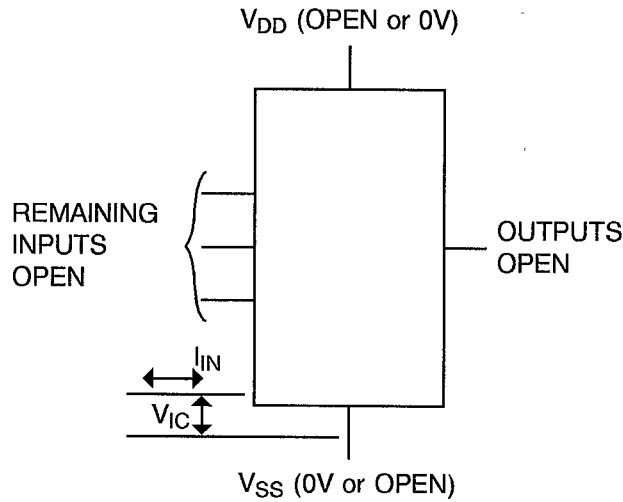 V_DD (OPEN or 0V)
REMAINING
INPUTS
OPEN
OUTPUTS
OPEN
I_IN
V_IC
V_SS (0V or OPEN)